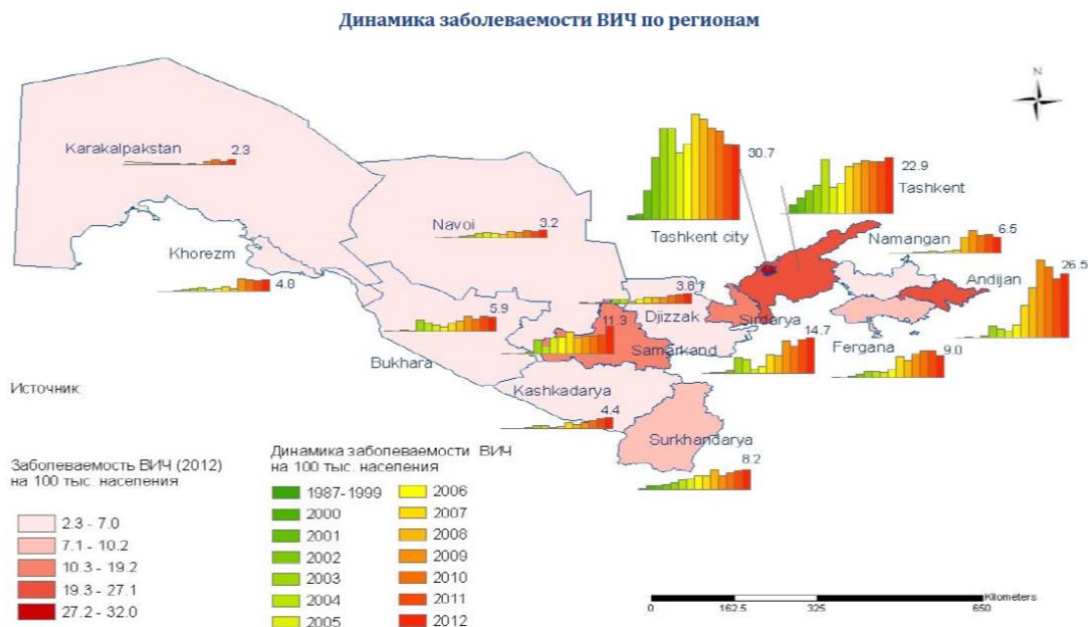 Динамика заболеваемости ВИЧ по регионам
N
Karakalpakstan
2.3
30.7
22.9
Tashkent
Navoi
3.2
Tashkent city
Namangan
6.5
Khorezm
4.8
Andijan
26.5
3.8
5.9
11.3
Djizzak
Sirdarya
14.7
Bukhara
Samarkand
Fergana
9.0
Источник:
Kashkadarya
4.4
Surkhandarya
8.2
Заболеваемость ВИЧ (2012)
на 100 тыс. населения
2.3 - 7.0
7.1 - 10.2
10.3 - 19.2
19.3 - 27.1
27.2 - 32.0
Динамика заболеваемости ВИЧ
на 100 тыс. населения
1987-1999
2000
2001
2002
2003
2004
2005
2006
2007
2008
2009
2010
2011
2012
Kilometers
0 162.5 325 650